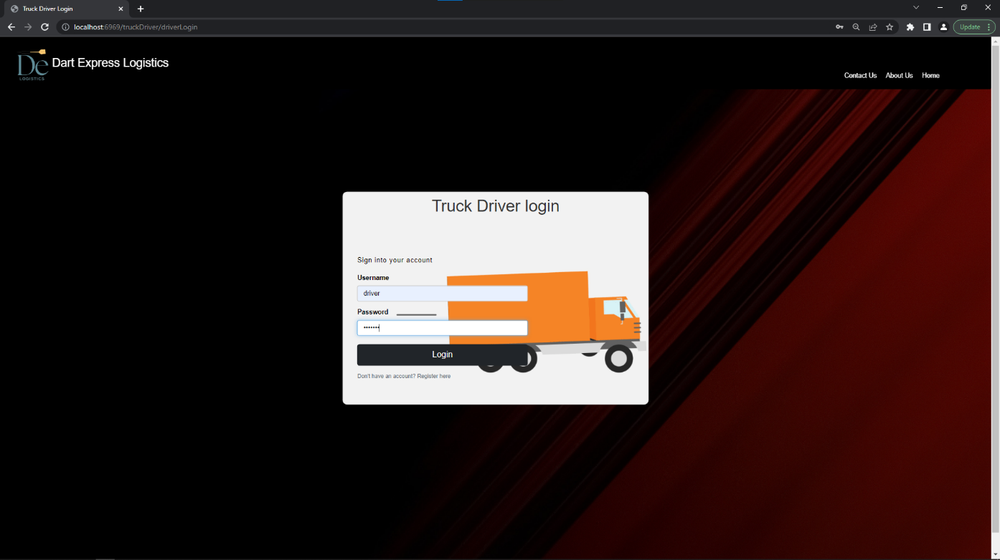 Truck Driver Login
localhost:6969/truckDriver/driverLogin
Update
De
LOGISTICS
Dart Express Logistics
Contact Us About Us Home
Truck Driver login
Sign into your account
Username
driver
Password
•••••••
Login
Don't have an account? Register here